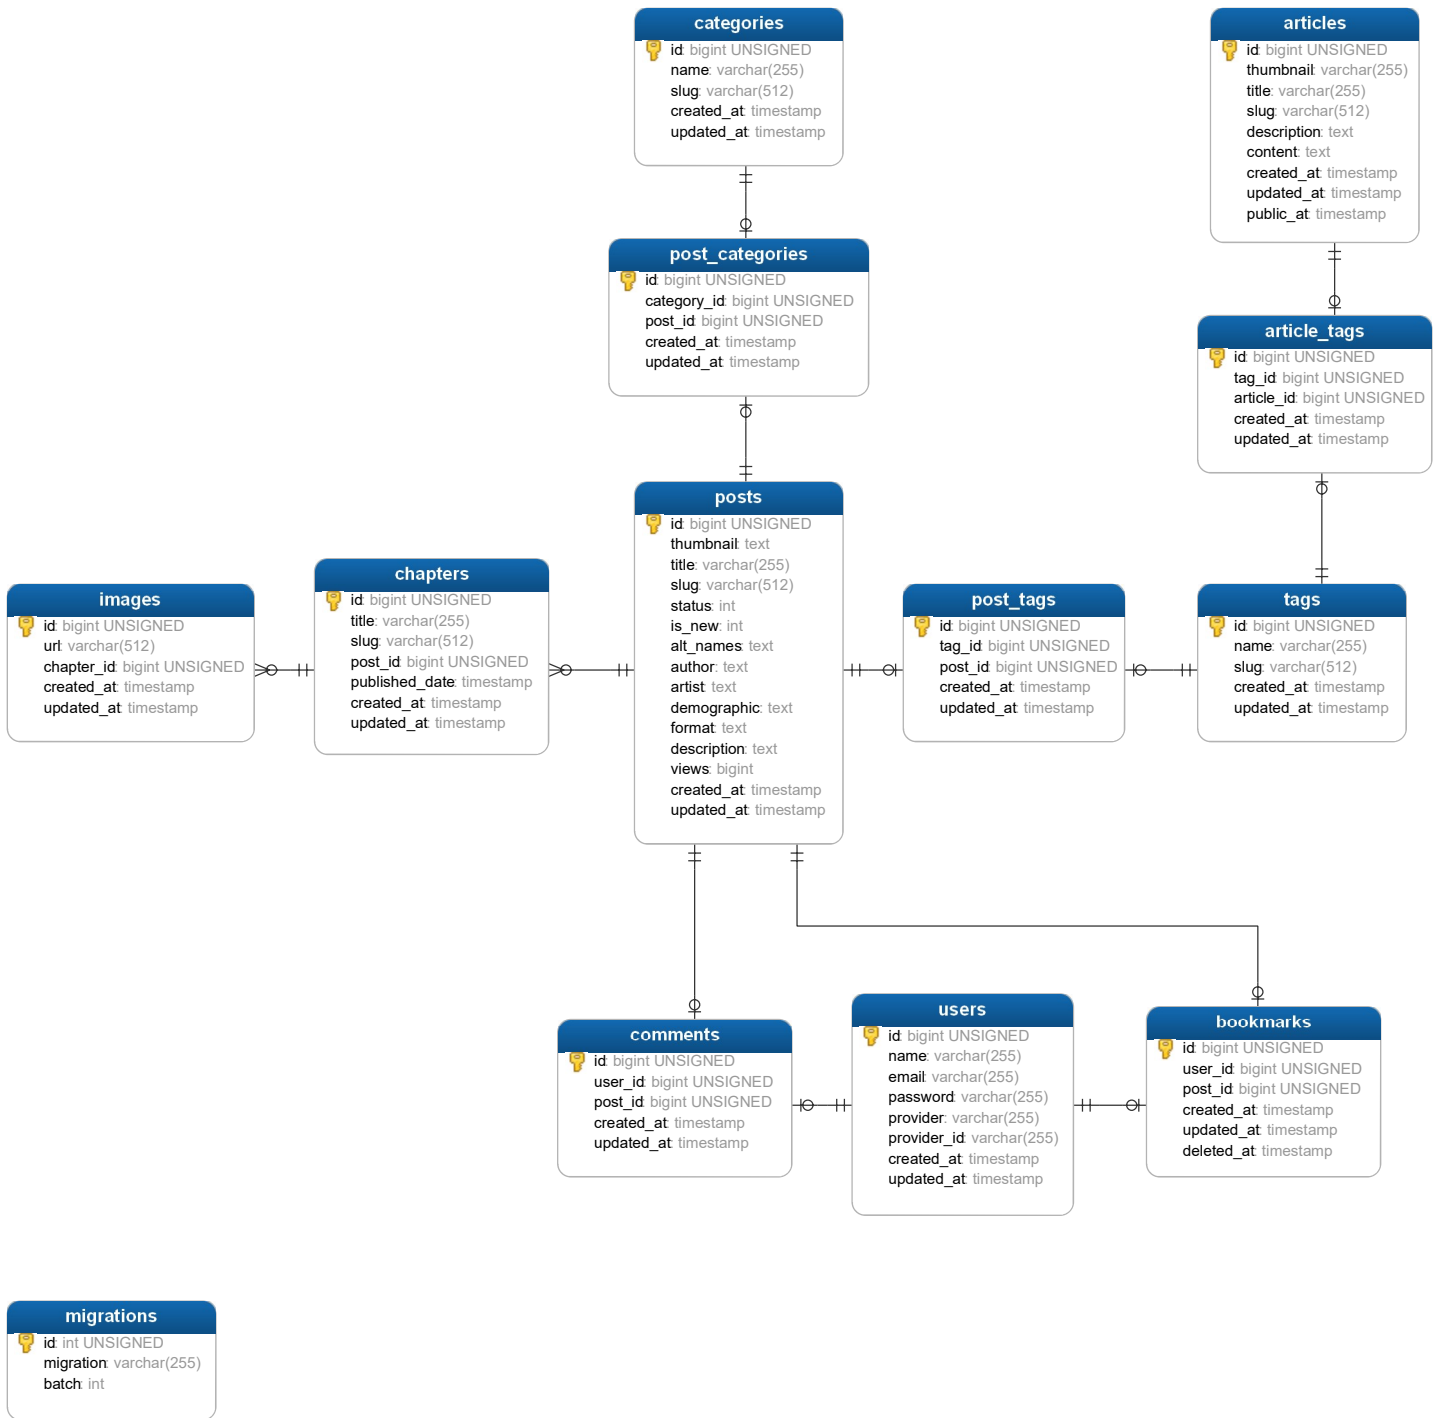 categories
id: bigint UNSIGNED
name: varchar(255)
slug: varchar(512)
created_at: timestamp
updated_at: timestamp
articles
id: bigint UNSIGNED
thumbnail: varchar(255)
title: varchar(255)
slug: varchar(512)
description: text
content: text
created_at: timestamp
updated_at: timestamp
public_at: timestamp
post_categories
id: bigint UNSIGNED
category_id: bigint UNSIGNED
post_id: bigint UNSIGNED
created_at: timestamp
updated_at: timestamp
article_tags
id: bigint UNSIGNED
tag_id: bigint UNSIGNED
article_id: bigint UNSIGNED
created_at: timestamp
updated_at: timestamp
images
id: bigint UNSIGNED
url: varchar(512)
chapter_id: bigint UNSIGNED
created_at: timestamp
updated_at: timestamp
chapters
id: bigint UNSIGNED
title: varchar(255)
slug: varchar(512)
post_id: bigint UNSIGNED
published_date: timestamp
created_at: timestamp
updated_at: timestamp
posts
id: bigint UNSIGNED
thumbnail: text
title: varchar(255)
slug: varchar(512)
status: int
is_new: int
alt_names: text
author: text
artist: text
demographic: text
format: text
description: text
views: bigint
created_at: timestamp
updated_at: timestamp
post_tags
id: bigint UNSIGNED
tag_id: bigint UNSIGNED
post_id: bigint UNSIGNED
created_at: timestamp
updated_at: timestamp
tags
id: bigint UNSIGNED
name: varchar(255)
slug: varchar(512)
created_at: timestamp
updated_at: timestamp
comments
id: bigint UNSIGNED
user_id: bigint UNSIGNED
post_id: bigint UNSIGNED
created_at: timestamp
updated_at: timestamp
users
id: bigint UNSIGNED
name: varchar(255)
email: varchar(255)
password: varchar(255)
provider: varchar(255)
provider_id: varchar(255)
created_at: timestamp
updated_at: timestamp
bookmarks
id: bigint UNSIGNED
user_id: bigint UNSIGNED
post_id: bigint UNSIGNED
created_at: timestamp
updated_at: timestamp
deleted_at: timestamp
migrations
id: int UNSIGNED
migration: varchar(255)
batch: int